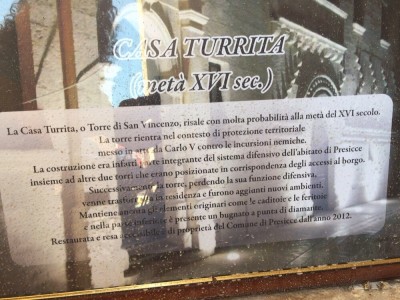 CASA TURRITA
(metà XVI sec.)
La Casa Turrita, o Torre di San Vincenzo, risale con molta probabilità alla metà del XVI secolo.
La torre rientra nel contesto di protezione territoriale
messo in atto da Carlo V contro le incursioni nemiche.
La costruzione era infatti parte integrante del sistema difensivo dell'abitato di Presicce
insieme ad altre due torri che erano posizionate in corrispondenza degli accessi al borgo.
Successivamente la torre, perdendo la sua funzione difensiva,
venne trasformata in residenza e furono aggiunti nuovi ambienti.
Mantiene ancora gli elementi originari come le caditoie e le feritoie
e nella parte inferiore è presente un bugnato a punta di diamante.
Restaurata e resa accessibile è di proprietà del Comune di Presicce dall'anno 2012.